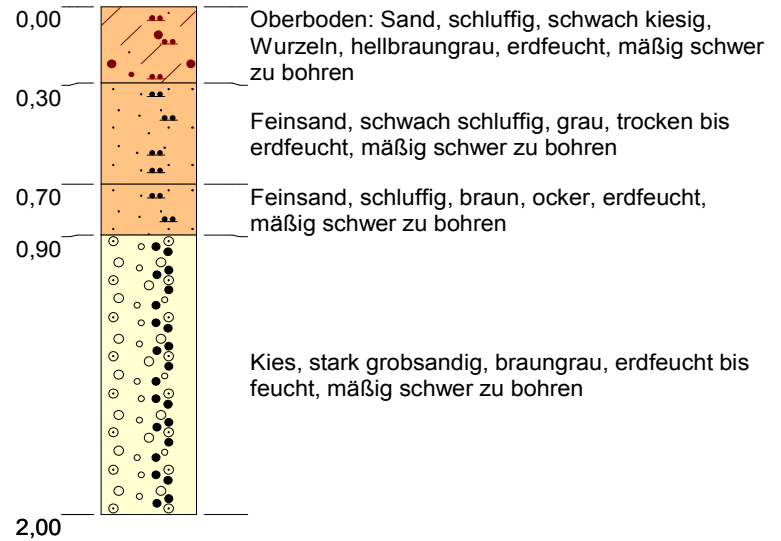 0,00
Oberboden: Sand, schluffig, schwach kiesig,
Wurzeln, hellbraungrau, erdfeucht, mäßig schwer
zu bohren
0,30
Feinsand, schwach schluffig, grau, trocken bis
erdfeucht, mäßig schwer zu bohren
0,70
Feinsand, schluffig, braun, ocker, erdfeucht,
mäßig schwer zu bohren
0,90
Kies, stark grobsandig, braungrau, erdfeucht bis
feucht, mäßig schwer zu bohren
2,00